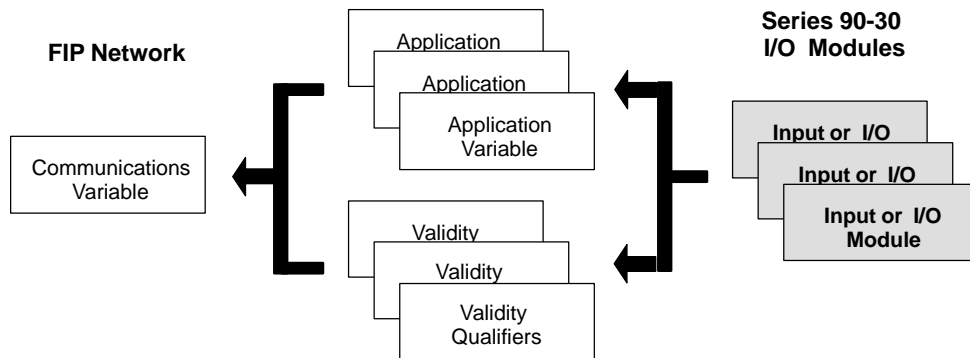 FIP Network
Communications
Variable
Application
Application
Application
Variable
Validity
Validity
Validity
Qualifiers
Series 90-30
I/O Modules
Input or I/O
Input or I/O
Input or I/O
Module